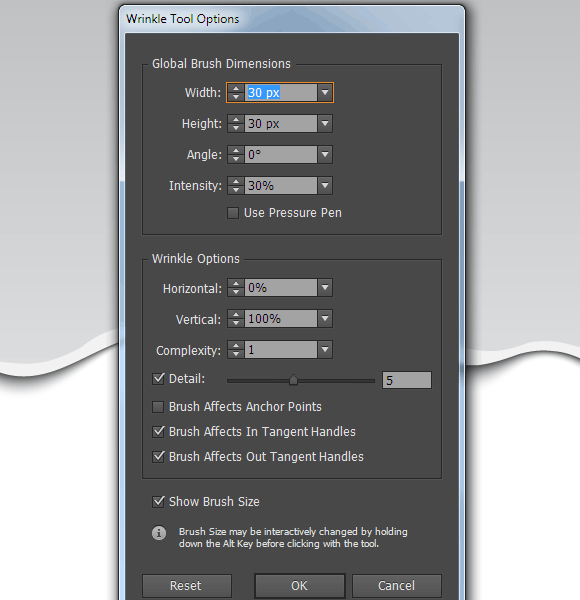 Wrinkle Tool Options
Global Brush Dimensions
Width: 30 px
Height: 30 px
Angle: 0°
Intensity: 30%
Use Pressure Pen
Wrinkle Options
Horizontal: 0%
Vertical: 100%
Complexity: 1
Detail: 5
Brush Affects Anchor Points
Brush Affects In Tangent Handles
Brush Affects Out Tangent Handles
Show Brush Size
Brush Size may be interactively changed by holding
down the Alt Key before clicking with the tool.
Reset OK Cancel